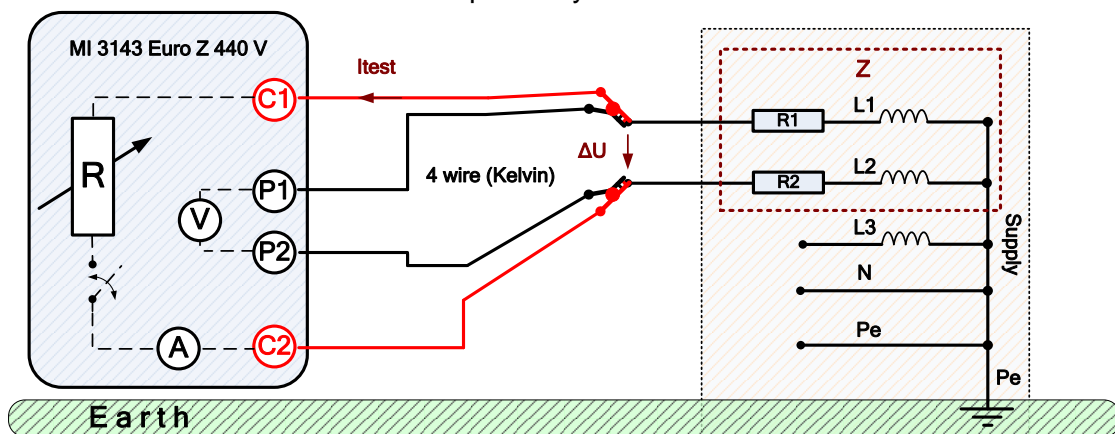 MI 3143 Euro Z 440 V
C1
Itest
R
P1
V
P2
A
C2
4 wire (Kelvin)
ΔU
Z
R1
L1
R2
L2
L3
N
Pe
Supply
Pe
Earth